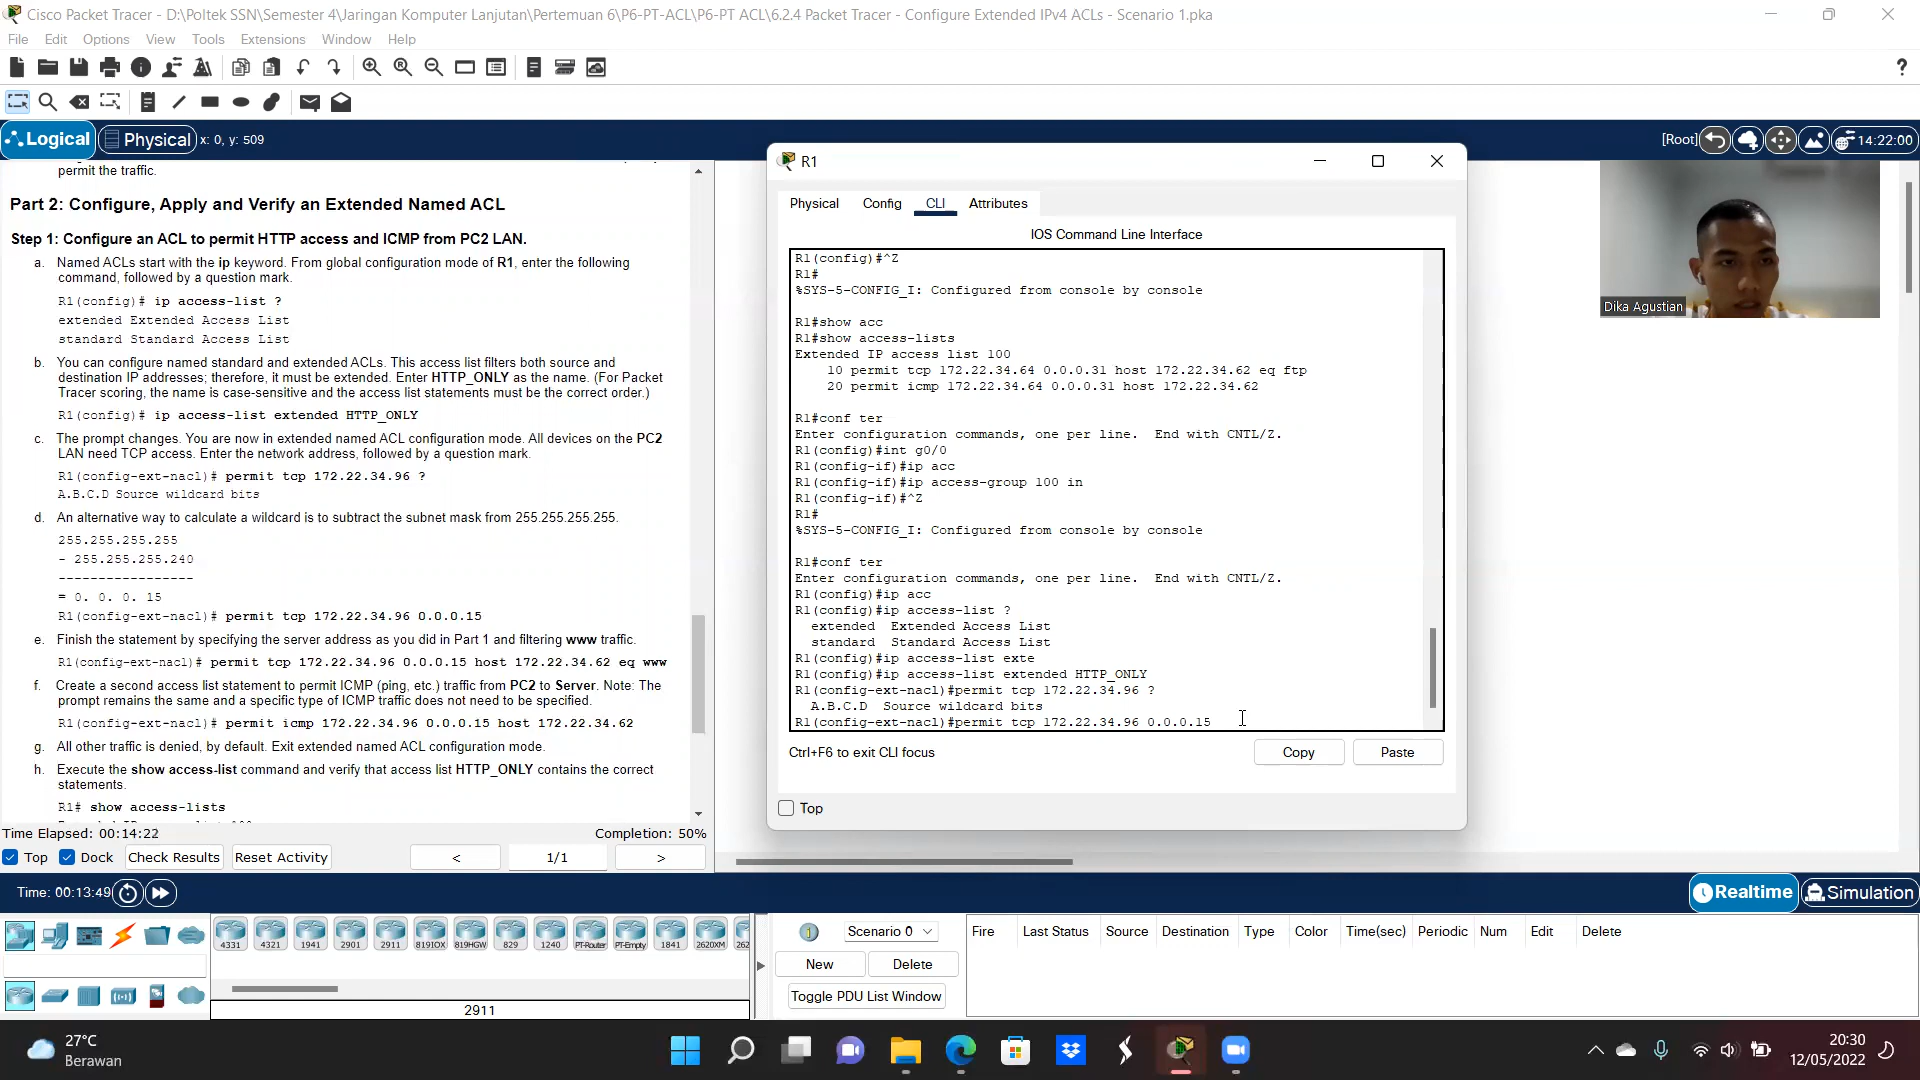 Cisco Packet Tracer - D:\Poltek SSN\Semester 4\Jaringan Komputer Lanjutan\Pertemuan 6\P6-PT-ACL\P6-PT ACL\6.2.4 Packet Tracer - Configure Extended IPv4 ACLs - Scenario 1.pka
File Edit Options View Tools Extensions Window Help
Logical Physical x: 0, y: 509
[Root] 14:22:00
permit the traffic.
Part 2: Configure, Apply and Verify an Extended Named ACL
Step 1: Configure an ACL to permit HTTP access and ICMP from PC2 LAN.
a. Named ACLs start with the ip keyword. From global configuration mode of R1, enter the following
command, followed by a question mark.
R1(config)# ip access-list ?
extended Extended Access List
standard Standard Access List
b. You can configure named standard and extended ACLs. This access list filters both source and
destination IP addresses; therefore, it must be extended. Enter HTTP_ONLY as the name. (For Packet
Tracer scoring, the name is case-sensitive and the access list statements must be the correct order.)
R1(config)# ip access-list extended HTTP_ONLY
c. The prompt changes. You are now in extended named ACL configuration mode. All devices on the PC2
LAN need TCP access. Enter the network address, followed by a question mark.
R1(config-ext-nacl)# permit tcp 172.22.34.96 ?
A.B.C.D Source wildcard bits
d. An alternative way to calculate a wildcard is to subtract the subnet mask from 255.255.255.255.
255.255.255.255
- 255.255.255.240
-----------------
= 0. 0. 0. 15
R1(config-ext-nacl)# permit tcp 172.22.34.96 0.0.0.15
e. Finish the statement by specifying the server address as you did in Part 1 and filtering www traffic.
R1(config-ext-nacl)# permit tcp 172.22.34.96 0.0.0.15 host 172.22.34.62 eq www
f. Create a second access list statement to permit ICMP (ping, etc.) traffic from PC2 to Server. Note: The
prompt remains the same and a specific type of ICMP traffic does not need to be specified.
R1(config-ext-nacl)# permit icmp 172.22.34.96 0.0.0.15 host 172.22.34.62
g. All other traffic is denied, by default. Exit extended named ACL configuration mode.
h. Execute the show access-list command and verify that access list HTTP_ONLY contains the correct
statements.
R1# show access-lists
Time Elapsed: 00:14:22 Completion: 50%
Top Dock Check Results Reset Activity < 1/1 >
R1
Physical Config CLI Attributes
IOS Command Line Interface
R1(config)#^Z
R1#
%SYS-5-CONFIG_I: Configured from console by console
R1#show acc
R1#show access-lists
Extended IP access list 100
10 permit tcp 172.22.34.64 0.0.0.31 host 172.22.34.62 eq ftp
20 permit icmp 172.22.34.64 0.0.0.31 host 172.22.34.62
R1#conf ter
Enter configuration commands, one per line. End with CNTL/Z.
R1(config)#int g0/0
R1(config-if)#ip acc
R1(config-if)#ip access-group 100 in
R1(config-if)#^Z
R1#
%SYS-5-CONFIG_I: Configured from console by console
R1#conf ter
Enter configuration commands, one per line. End with CNTL/Z.
R1(config)#ip acc
R1(config)#ip access-list ?
extended Extended Access List
standard Standard Access List
R1(config)#ip access-list exte
R1(config)#ip access-list extended HTTP_ONLY
R1(config-ext-nacl)#permit tcp 172.22.34.96 ?
A.B.C.D Source wildcard bits
R1(config-ext-nacl)#permit tcp 172.22.34.96 0.0.0.15
Ctrl+F6 to exit CLI focus Copy Paste
Top
Dika Agustian
Time: 00:13:49 Realtime Simulation
4331 4321 1941 2901 2911 819IOX 819HGW 829 1240 PT-Router PT-Empty 1841 2620XM 262
2911
Scenario 0
New Delete
Toggle PDU List Window
Fire Last Status Source Destination Type Color Time(sec) Periodic Num Edit Delete
27°C
Berawan
20:30
12/05/2022